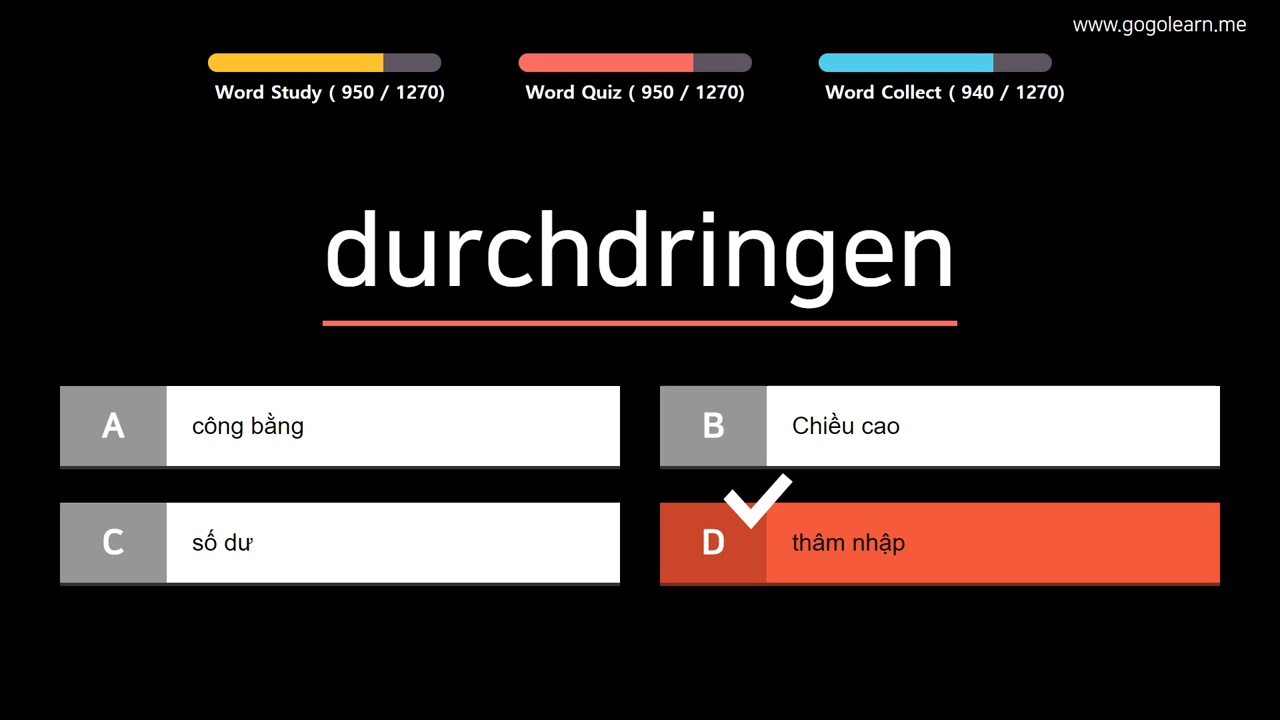 www.gogolearn.me
Word Study ( 950 / 1270)
Word Quiz ( 950 / 1270)
Word Collect ( 940 / 1270)
durchdringen
A công bằng
B Chiều cao
C số dư
D thâm nhập